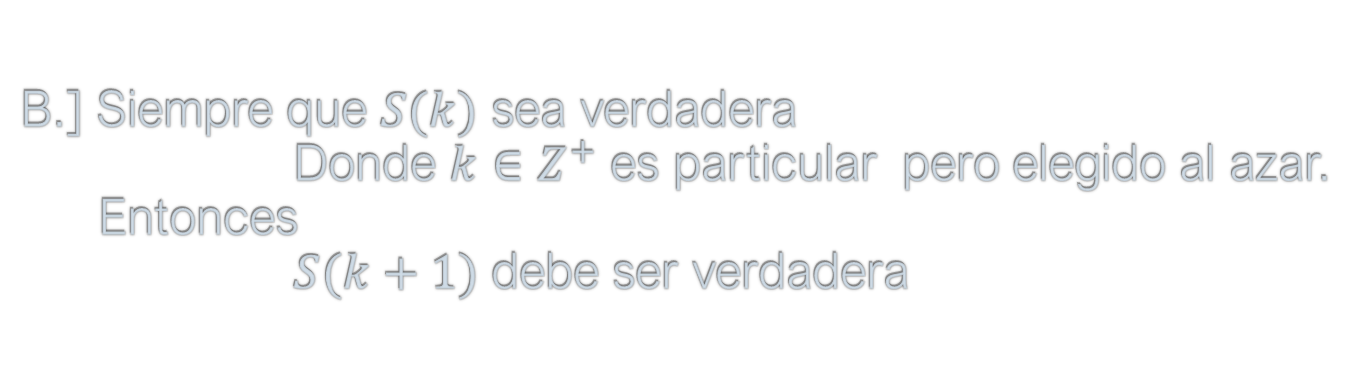 B.] Siempre que 𝑆(𝑘) sea verdadera
Donde 𝑘 ∈ 𝑍⁺ es particular pero elegido al azar.
Entonces
𝑆(𝑘 + 1) debe ser verdadera